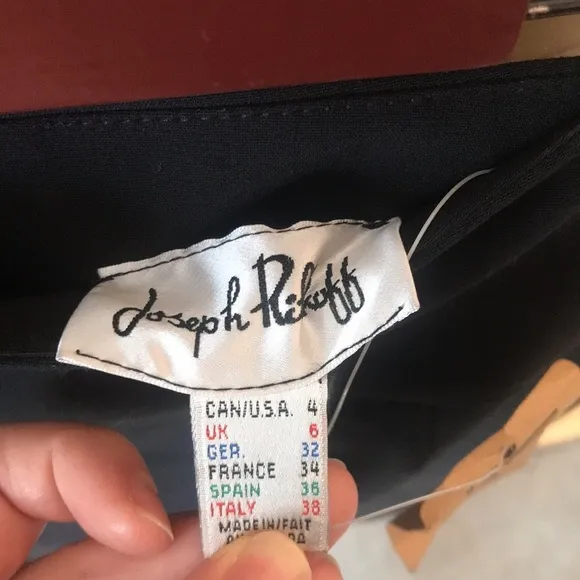 Joseph Ribkoff
CAN/U.S.A. 4
UK 6
GER. 32
FRANCE 34
SPAIN 36
ITALY 38
MADE IN/FAIT